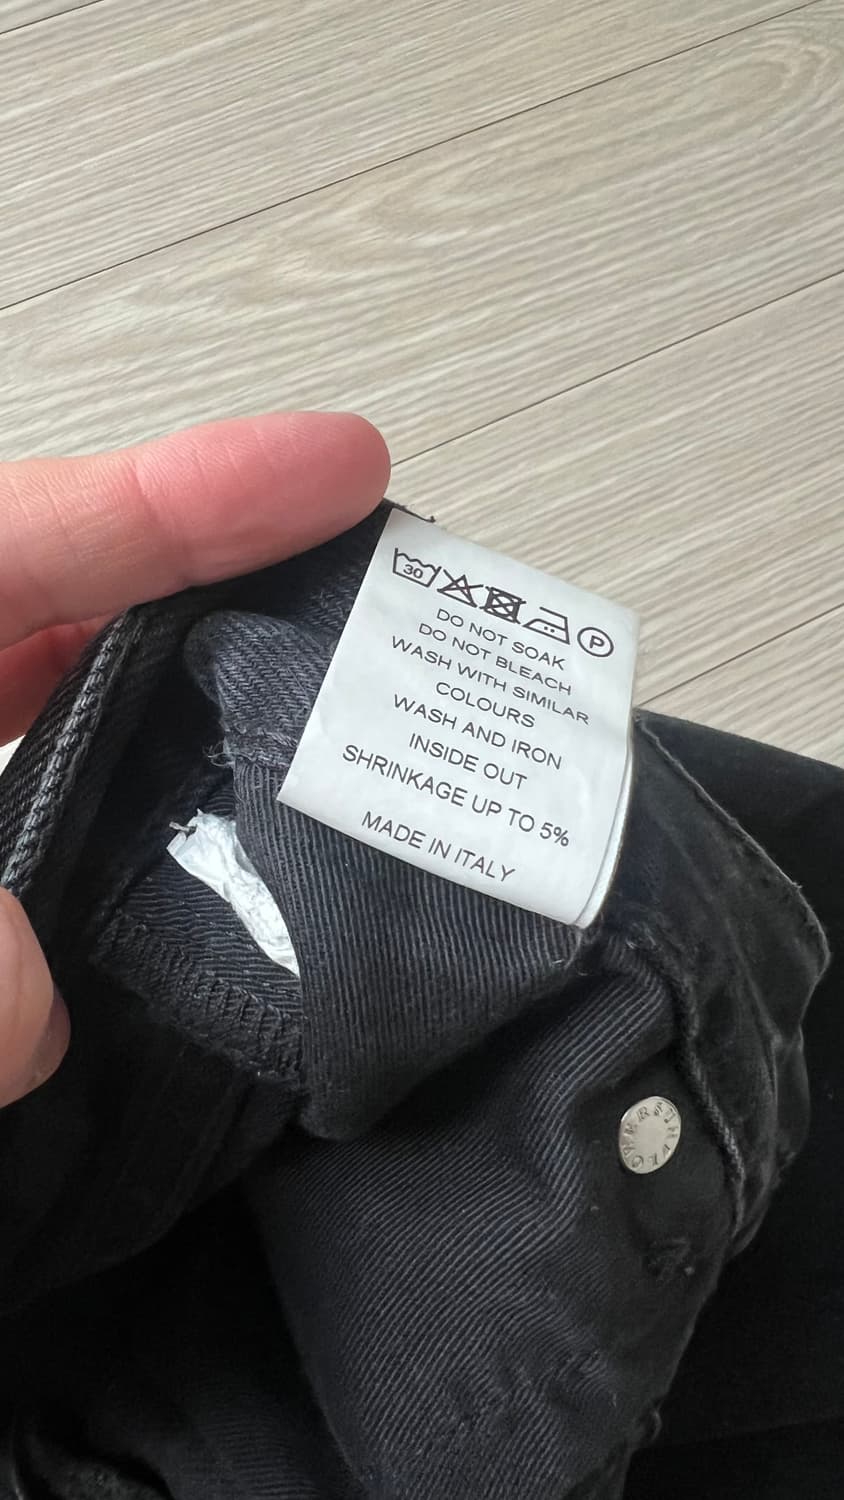 30
P
DO NOT SOAK
DO NOT BLEACH
WASH WITH SIMILAR
COLOURS
WASH AND IRON
INSIDE OUT
SHRINKAGE UP TO 5%
MADE IN ITALY